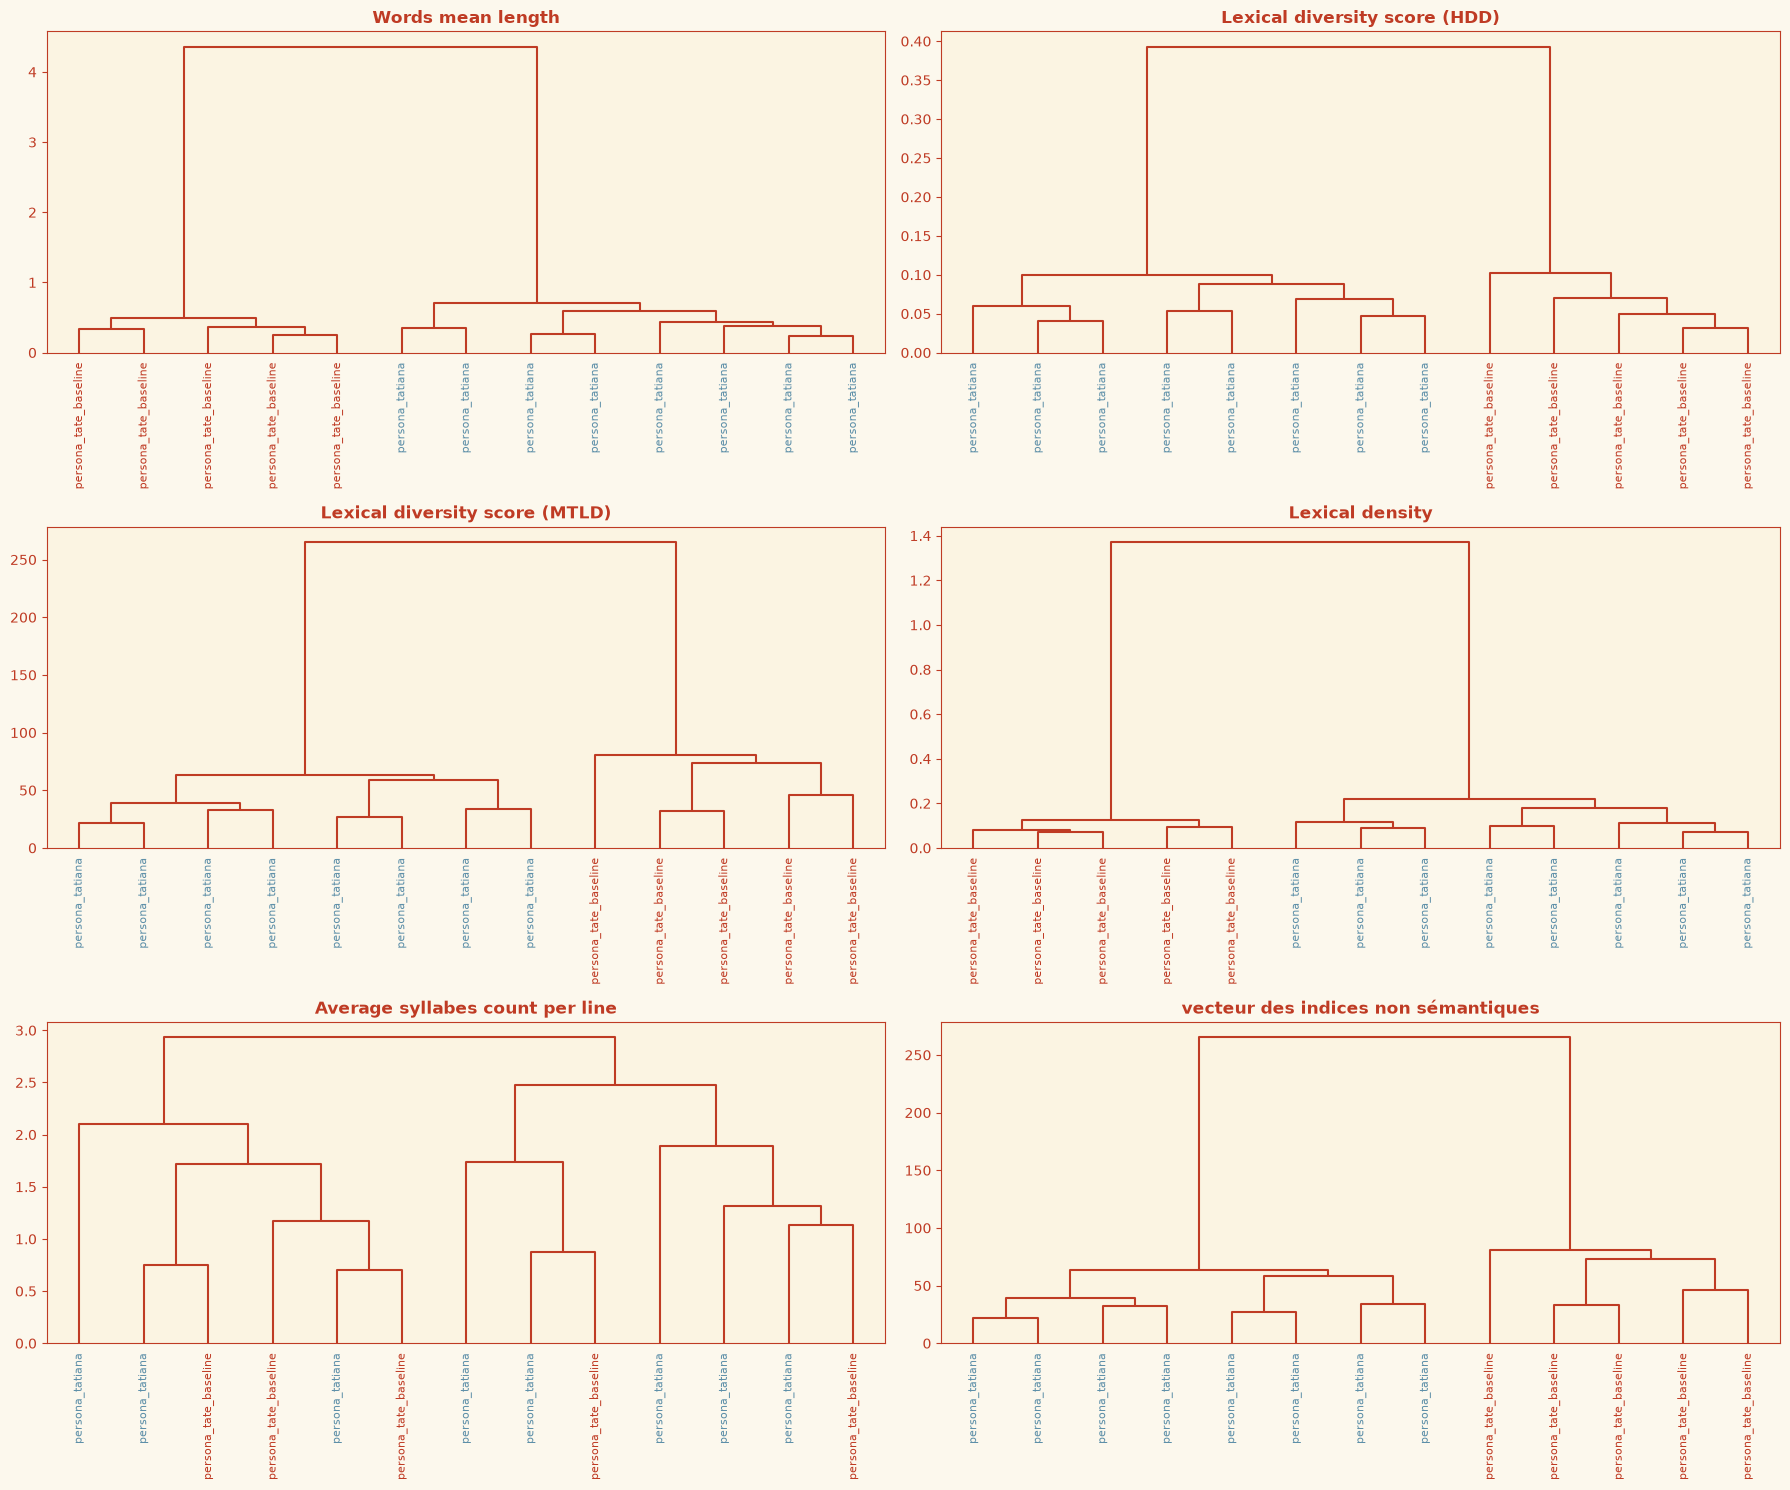 Words mean length
4
3
2
1
0
persona_tate_baseline
persona_tate_baseline
persona_tate_baseline
persona_tate_baseline
persona_tate_baseline
persona_tatiana
persona_tatiana
persona_tatiana
persona_tatiana
persona_tatiana
persona_tatiana
persona_tatiana
persona_tatiana
Lexical diversity score (HDD)
0.40
0.35
0.30
0.25
0.20
0.15
0.10
0.05
0.00
persona_tatiana
persona_tatiana
persona_tatiana
persona_tatiana
persona_tatiana
persona_tatiana
persona_tatiana
persona_tatiana
persona_tate_baseline
persona_tate_baseline
persona_tate_baseline
persona_tate_baseline
persona_tate_baseline
Lexical diversity score (MTLD)
250
200
150
100
50
0
persona_tatiana
persona_tatiana
persona_tatiana
persona_tatiana
persona_tatiana
persona_tatiana
persona_tatiana
persona_tatiana
persona_tate_baseline
persona_tate_baseline
persona_tate_baseline
persona_tate_baseline
persona_tate_baseline
Lexical density
1.4
1.2
1.0
0.8
0.6
0.4
0.2
0.0
persona_tate_baseline
persona_tate_baseline
persona_tate_baseline
persona_tate_baseline
persona_tate_baseline
persona_tatiana
persona_tatiana
persona_tatiana
persona_tatiana
persona_tatiana
persona_tatiana
persona_tatiana
persona_tatiana
Average syllabes count per line
3.0
2.5
2.0
1.5
1.0
0.5
0.0
persona_tatiana
persona_tatiana
persona_tate_baseline
persona_tate_baseline
persona_tatiana
persona_tate_baseline
persona_tatiana
persona_tatiana
persona_tate_baseline
persona_tatiana
persona_tatiana
persona_tatiana
persona_tate_baseline
vecteur des indices non sémantiques
250
200
150
100
50
0
persona_tatiana
persona_tatiana
persona_tatiana
persona_tatiana
persona_tatiana
persona_tatiana
persona_tatiana
persona_tatiana
persona_tate_baseline
persona_tate_baseline
persona_tate_baseline
persona_tate_baseline
persona_tate_baseline